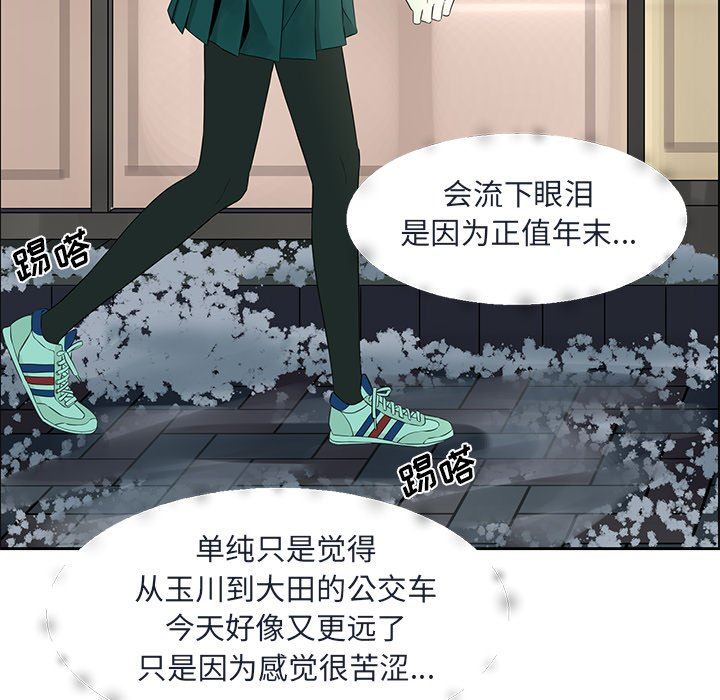 会流下眼泪
是因为正值年末...
踢嗒
踢嗒
单纯只是觉得
从玉川到大田的公交车
今天好像又更远了
只是因为感觉很苦涩...